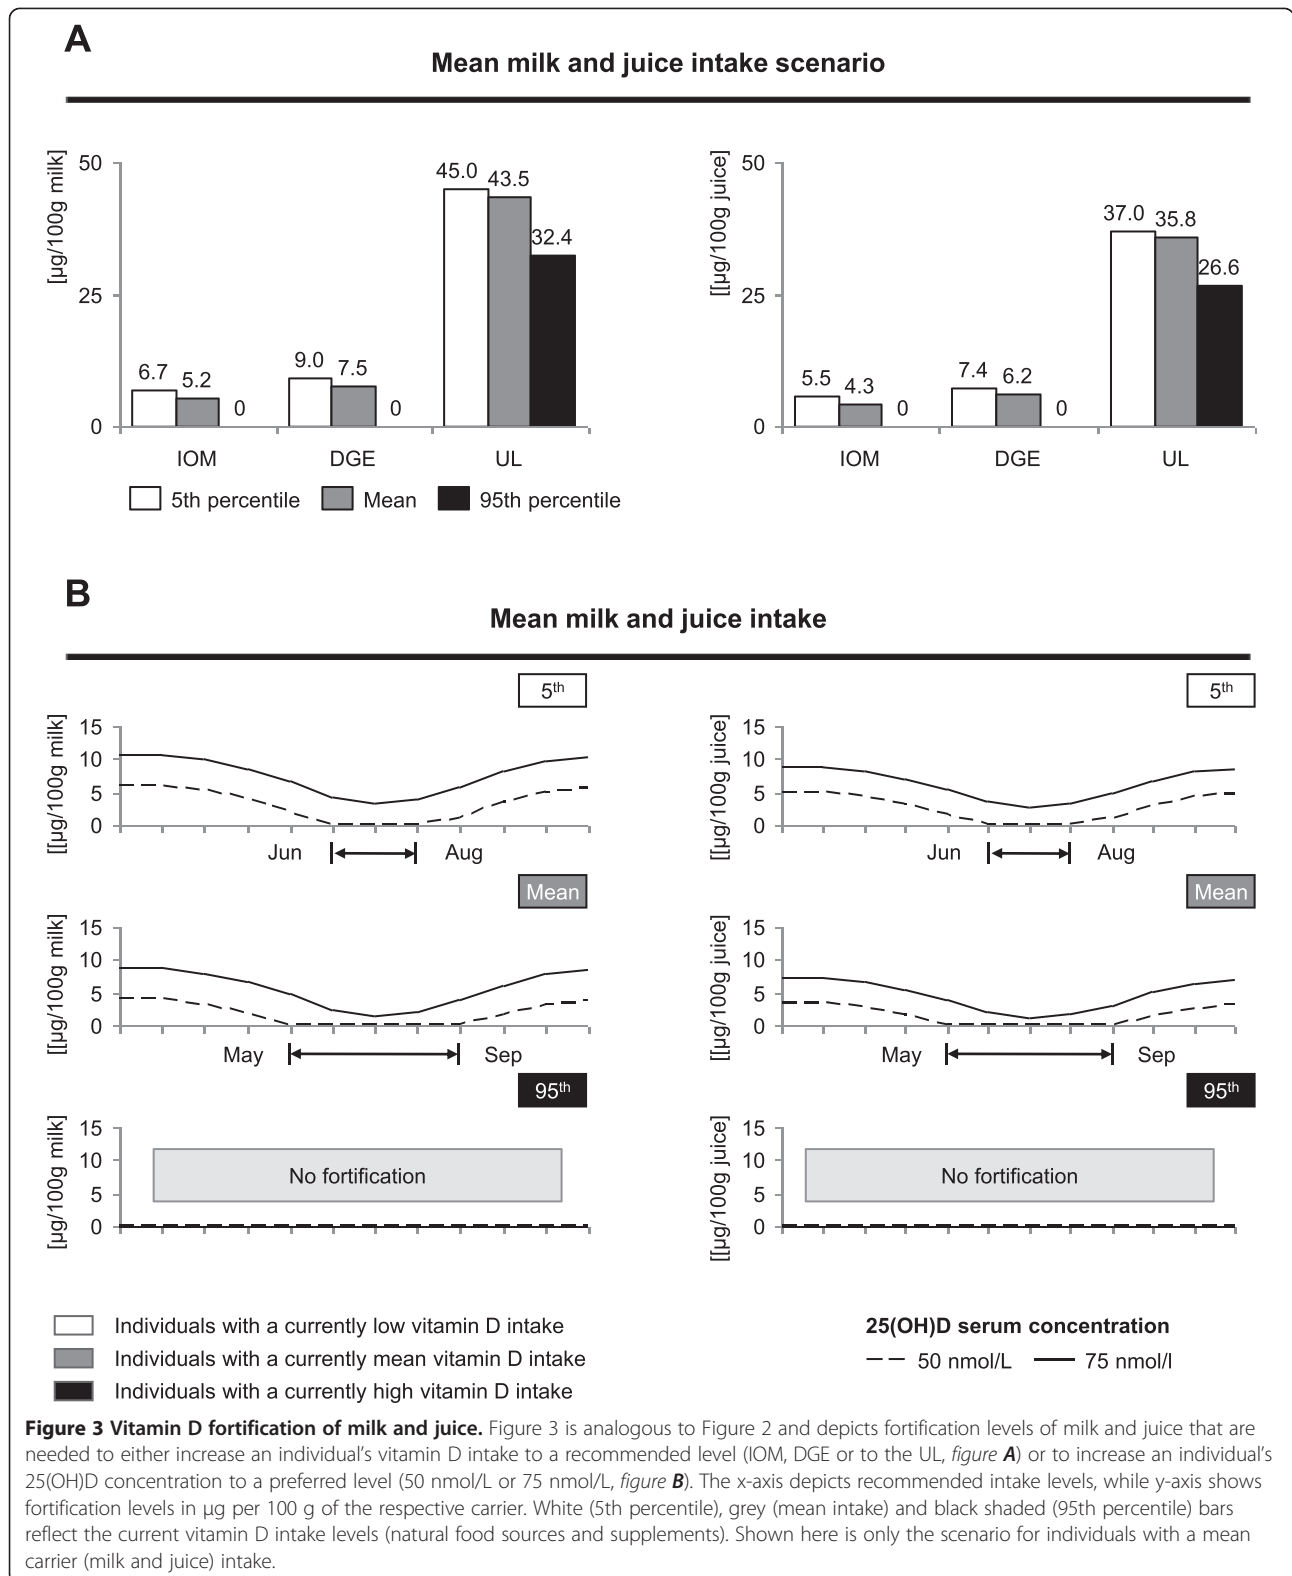 A
Mean milk and juice intake scenario
[µg/100g milk]
50
25
0
45.0 43.5
32.4
9.0 7.5
0
6.7 5.2
0
IOM DGE UL
[[µg/100g juice]
50
25
0
37.0 35.8
26.6
7.4 6.2
0
5.5 4.3
0
IOM DGE UL
5th percentile Mean 95th percentile
B
Mean milk and juice intake
5th
[[µg/100g milk]
15
10
5
0
Jun Aug
5th
[[µg/100g juice]
15
10
5
0
Jun Aug
Mean
[[µg/100g milk]
15
10
5
0
May Sep
Mean
[[µg/100g juice]
15
10
5
0
May Sep
95th
[µg/100g milk]
15
10
5
0
No fortification
95th
[[µg/100g juice]
15
10
5
0
No fortification
Individuals with a currently low vitamin D intake
Individuals with a currently mean vitamin D intake
Individuals with a currently high vitamin D intake
25(OH)D serum concentration
50 nmol/L 75 nmol/l
Figure 3 Vitamin D fortification of milk and juice. Figure 3 is analogous to Figure 2 and depicts fortification levels of milk and juice that are
needed to either increase an individual's vitamin D intake to a recommended level (IOM, DGE or to the UL, figure A) or to increase an individual's
25(OH)D concentration to a preferred level (50 nmol/L or 75 nmol/L, figure B). The x-axis depicts recommended intake levels, while y-axis shows
fortification levels in µg per 100 g of the respective carrier. White (5th percentile), grey (mean intake) and black shaded (95th percentile) bars
reflect the current vitamin D intake levels (natural food sources and supplements). Shown here is only the scenario for individuals with a mean
carrier (milk and juice) intake.